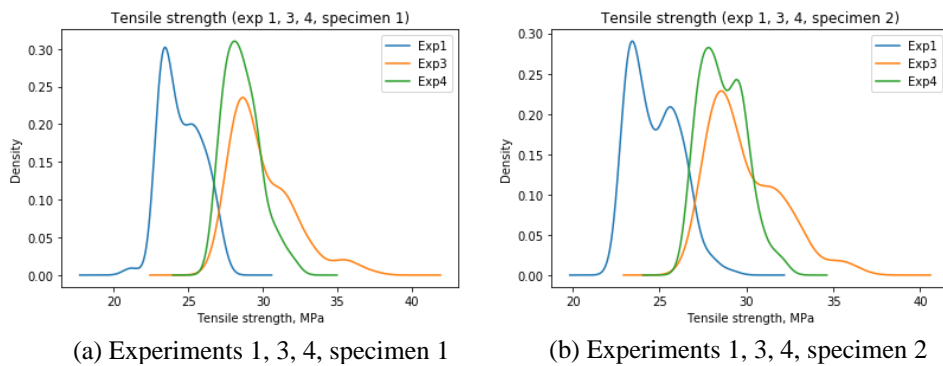 Tensile strength (exp 1, 3, 4, specimen 1)
Density
0.30
0.25
0.20
0.15
0.10
0.05
0.00
Exp1
Exp3
Exp4
20 25 30 35 40
Tensile strength, MPa
(a) Experiments 1, 3, 4, specimen 1
Tensile strength (exp 1, 3, 4, specimen 2)
Density
0.30
0.25
0.20
0.15
0.10
0.05
0.00
Exp1
Exp3
Exp4
20 25 30 35 40
Tensile strength, MPa
(b) Experiments 1, 3, 4, specimen 2